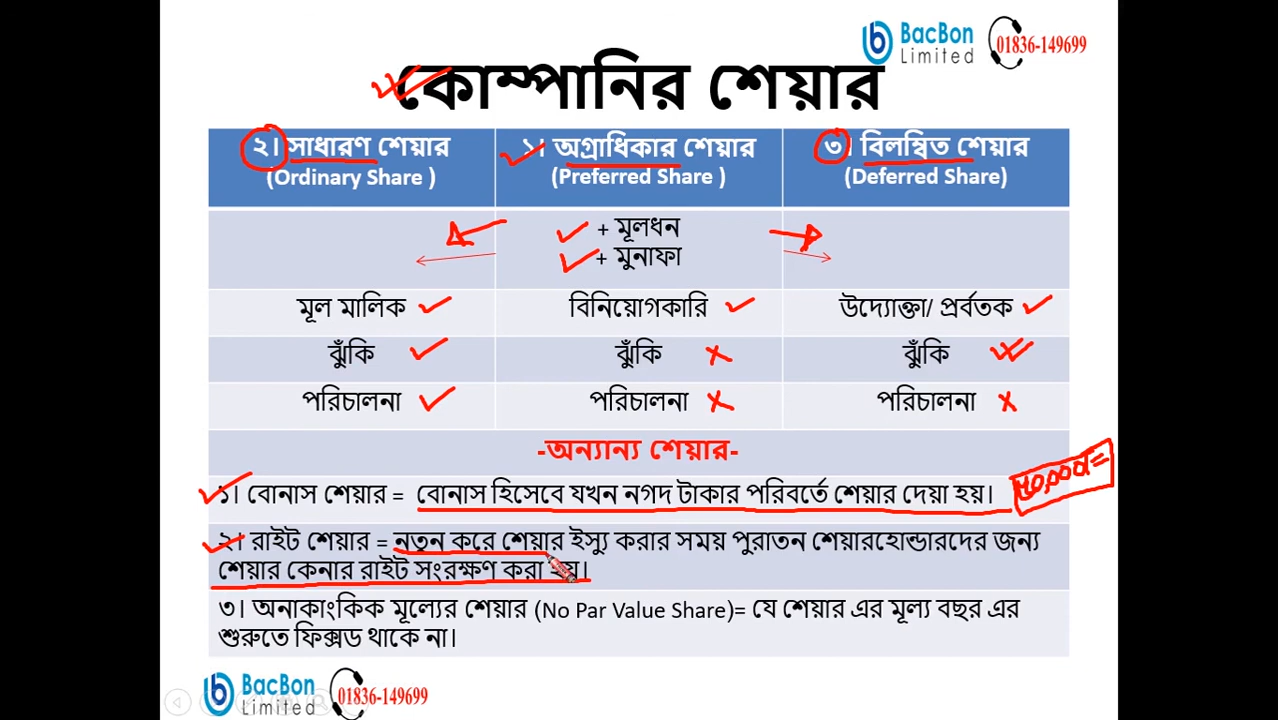 BacBon
Limited
01836-149699
কোম্পানির শেয়ার
২। সাধারণ শেয়ার
(Ordinary Share )
১। অগ্রাধিকার শেয়ার
(Preferred Share )
৩। বিলম্বিত শেয়ার
(Deferred Share)
+ মূলধন
+ মুনাফা
মূল মালিক
বিনিয়োগকারি
উদ্যোক্তা/ প্রর্বতক
ঝুঁকি
ঝুঁকি
ঝুঁকি
পরিচালনা
পরিচালনা
পরিচালনা
-অন্যান্য শেয়ার-
১। বোনাস শেয়ার = বোনাস হিসেবে যখন নগদ টাকার পরিবর্তে শেয়ার দেয়া হয়।
২। রাইট শেয়ার = নতুন করে শেয়ার ইস্যু করার সময় পুরাতন শেয়ারহোল্ডারদের জন্য
শেয়ার কেনার রাইট সংরক্ষণ করা হয়।
৩। অনাকাংকিক মূল্যের শেয়ার (No Par Value Share)= যে শেয়ার এর মূল্য বছর এর
শুরুতে ফিক্সড থাকে না।
BacBon
Limited
01836-149699